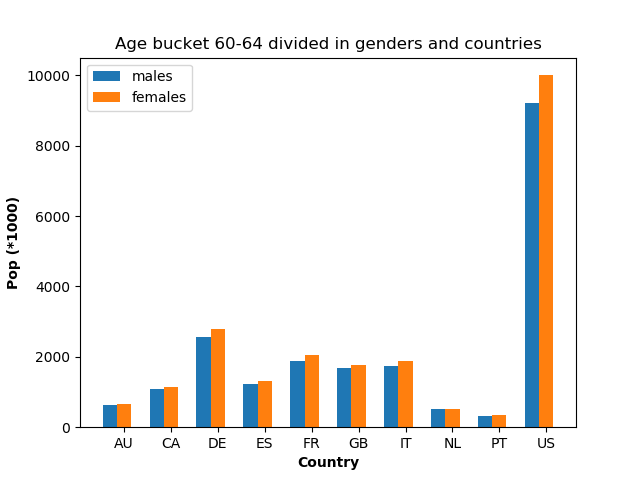 Age bucket 60-64 divided in genders and countries
males
females
10000
8000
6000
4000
2000
0
Pop (*1000)
AU CA DE ES FR GB IT NL PT US
Country